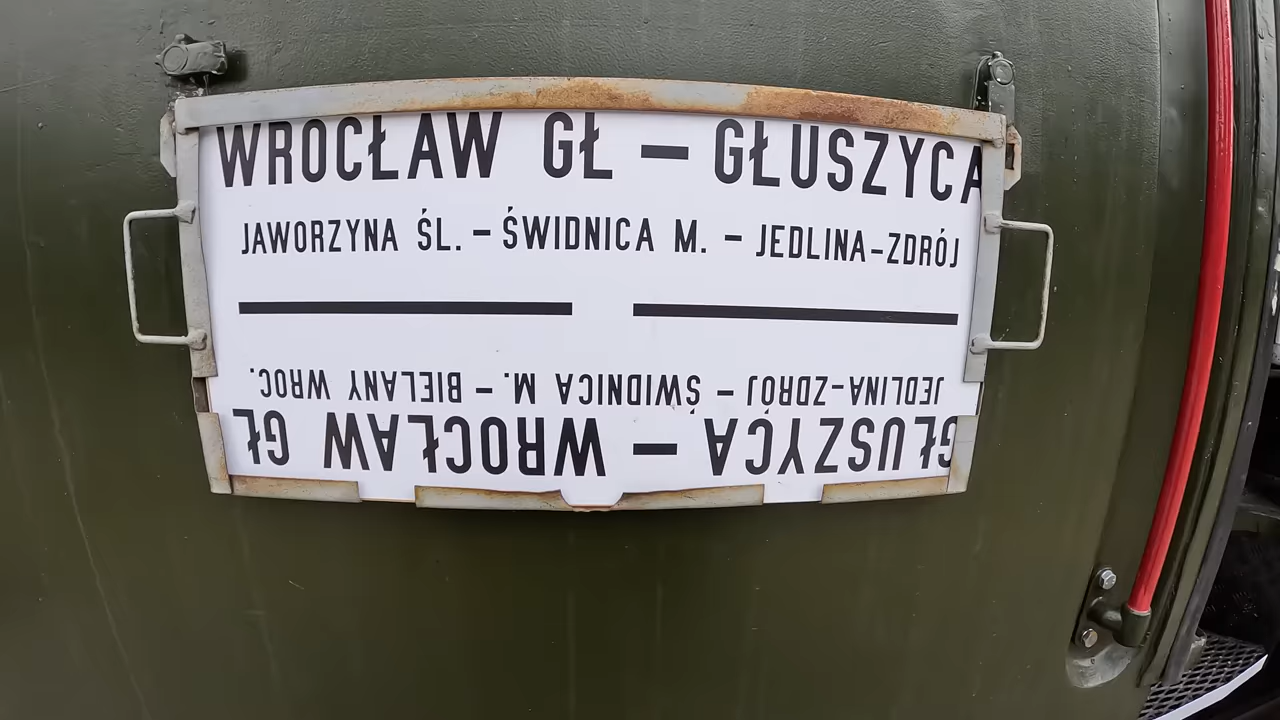 WROCŁAW GŁ – GŁUSZYCA
JAWORZYNA ŚL. – ŚWIDNICA M. – JEDLINA-ZDRÓJ
GŁUSZYCA – WROCŁAW GŁ
JEDLINA-ZDRÓJ – ŚWIDNICA M. – BIELANY WROC.